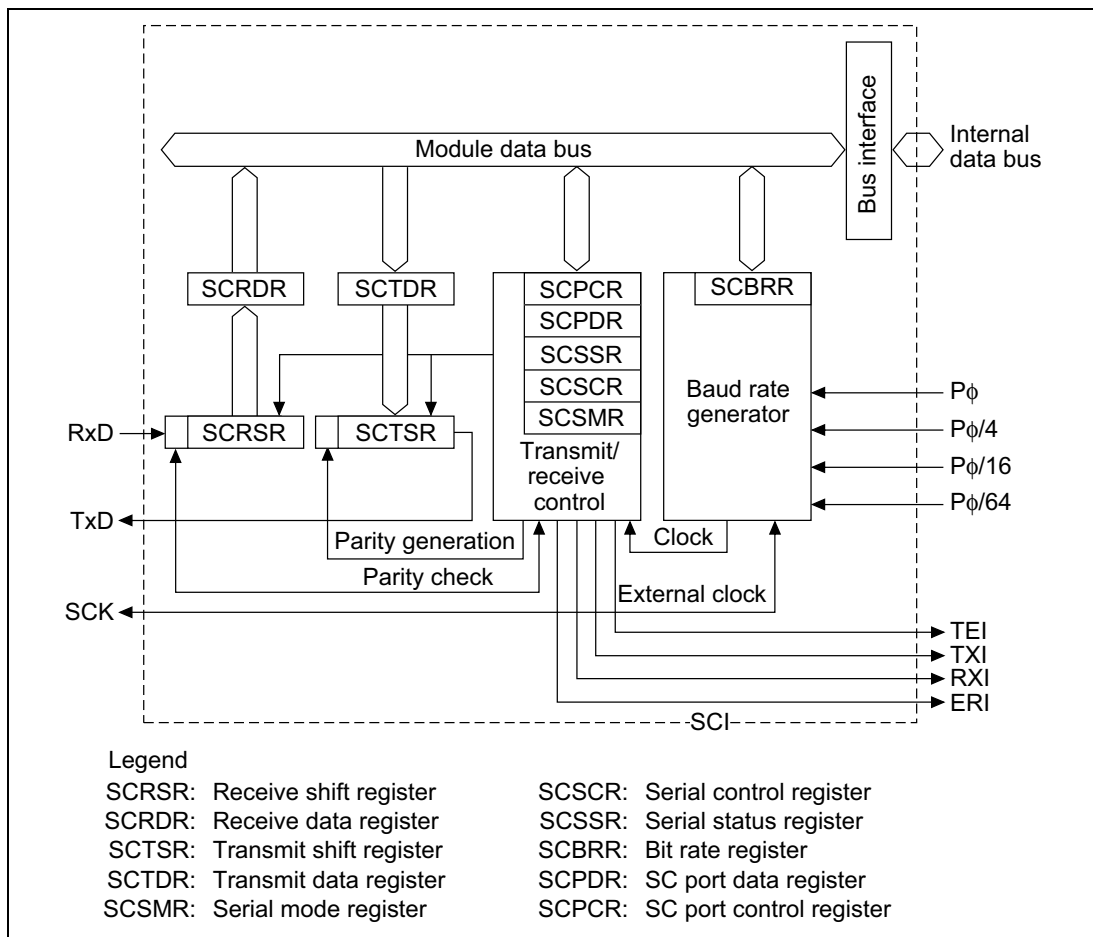 Bus interface
Internal
data bus
Module data bus
SCRDR
SCTDR
SCPCR
SCBRR
SCPDR
SCSSR
SCSCR
SCSMR
Baud rate
generator
Pϕ
Pϕ/4
Pϕ/16
Pϕ/64
RxD
SCRSR
SCTSR
Transmit/
receive
control
TxD
Parity generation
Clock
Parity check
External clock
SCK
TEI
TXI
RXI
ERI
SCI
Legend
SCRSR: Receive shift register
SCRDR: Receive data register
SCTSR: Transmit shift register
SCTDR: Transmit data register
SCSMR: Serial mode register
SCSCR: Serial control register
SCSSR: Serial status register
SCBRR: Bit rate register
SCPDR: SC port data register
SCPCR: SC port control register